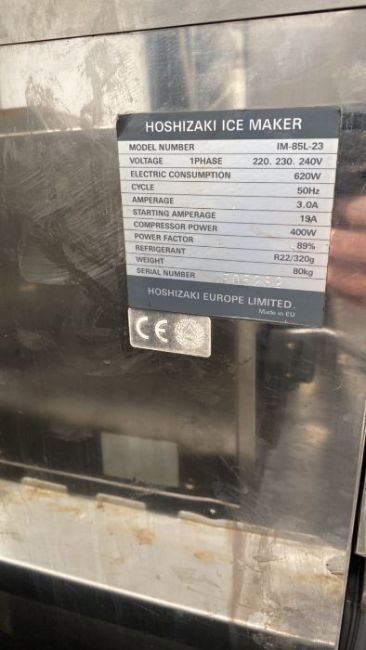 HOSHIZAKI ICE MAKER
MODEL NUMBER IM-85L-23
VOLTAGE 1PHASE 220. 230. 240V
ELECTRIC CONSUMPTION 620W
CYCLE 50Hz
AMPERAGE 3.0A
STARTING AMPERAGE 19A
COMPRESSOR POWER 400W
POWER FACTOR 89%
REFRIGERANT R22/320g
WEIGHT 80kg
SERIAL NUMBER
HOSHIZAKI EUROPE LIMITED.
Made in EU
CE